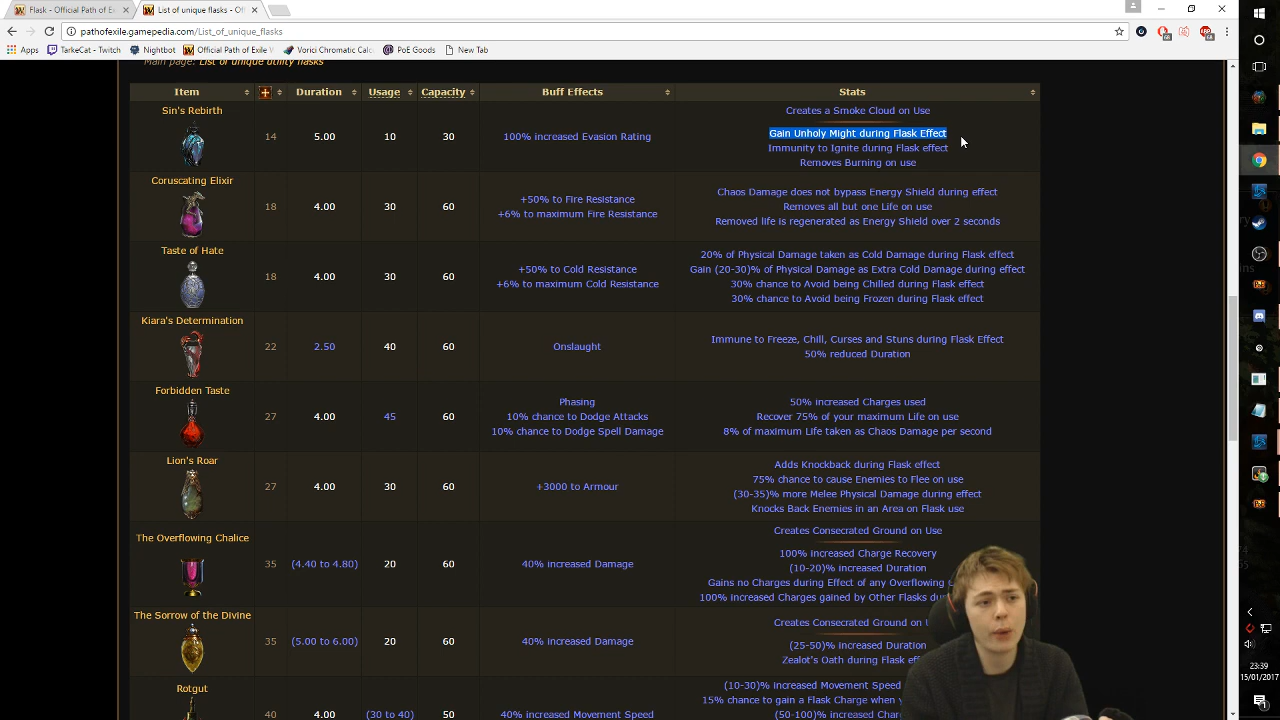 Flask - Official Path of Exil
List of unique flasks - Off
pathofexile.gamepedia.com/List_of_unique_flasks
Apps TarkeCat - Twitch Nightbot Official Path of Exile W Vorici Chromatic Calc PoE Goods New Tab
Main page: List of unique utility flasks
Item Duration Usage Capacity Buff Effects Stats
Sin's Rebirth
14 5.00 10 30
100% increased Evasion Rating
Creates a Smoke Cloud on Use
Gain Unholy Might during Flask Effect
Immunity to Ignite during Flask effect
Removes Burning on use
Coruscating Elixir
18 4.00 30 60
+50% to Fire Resistance
+6% to maximum Fire Resistance
Chaos Damage does not bypass Energy Shield during effect
Removes all but one Life on use
Removed life is regenerated as Energy Shield over 2 seconds
Taste of Hate
18 4.00 30 60
+50% to Cold Resistance
+6% to maximum Cold Resistance
20% of Physical Damage taken as Cold Damage during Flask effect
Gain (20-30)% of Physical Damage as Extra Cold Damage during effect
30% chance to Avoid being Chilled during Flask effect
30% chance to Avoid being Frozen during Flask effect
Kiara's Determination
22 2.50 40 60
Onslaught
Immune to Freeze, Chill, Curses and Stuns during Flask Effect
50% reduced Duration
Forbidden Taste
27 4.00 45 60
Phasing
10% chance to Dodge Attacks
10% chance to Dodge Spell Damage
50% increased Charges used
Recover 75% of your maximum Life on use
8% of maximum Life taken as Chaos Damage per second
Lion's Roar
27 4.00 30 60
+3000 to Armour
Adds Knockback during Flask effect
75% chance to cause Enemies to Flee on use
(30-35)% more Melee Physical Damage during effect
Knocks Back Enemies in an Area on Flask use
The Overflowing Chalice
35 (4.40 to 4.80) 20 60
40% increased Damage
Creates Consecrated Ground on Use
100% increased Charge Recovery
(10-20)% increased Duration
Gains no Charges during Effect of any Overflowing
100% increased Charges gained by Other Flasks
The Sorrow of the Divine
35 (5.00 to 6.00) 20 60
40% increased Damage
Creates Consecrated Ground on
(25-50)% increased Duration
Zealot's Oath during Flask
Rotgut
40 4.00 (30 to 40) 50
40% increased Movement Speed
(10-30)% increased Movement Speed
15% chance to gain a Flask Charge when
(50-100)% increased
23:39
15/01/2017